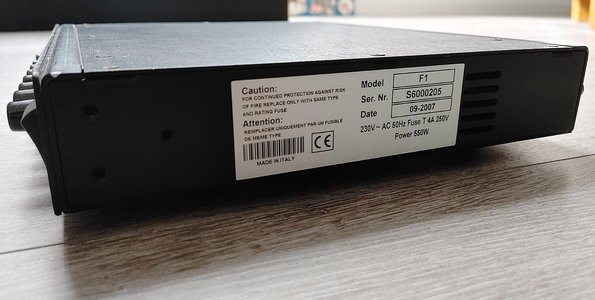 Caution:
FOR CONTINUED PROTECTION AGAINST RISK
OF FIRE REPLACE ONLY WITH SAME TYPE
AND RATING FUSE
Attention:
REMPLACER UNIQUEMENT PAR UN FUSIBLE
DE MEME TYPE
MADE IN ITALY
CE
Model F1
Ser. Nr. S6000205
Date 09-2007
230V ~ AC 50Hz Fuse T 4A 250V
Power 550W